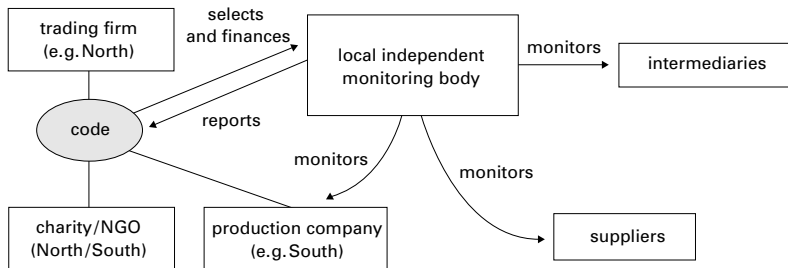 trading firm
(e.g. North)
selects
and finances
local independent
monitoring body
monitors
intermediaries
code
reports
monitors
monitors
charity/NGO
(North/South)
production company
(e.g. South)
suppliers